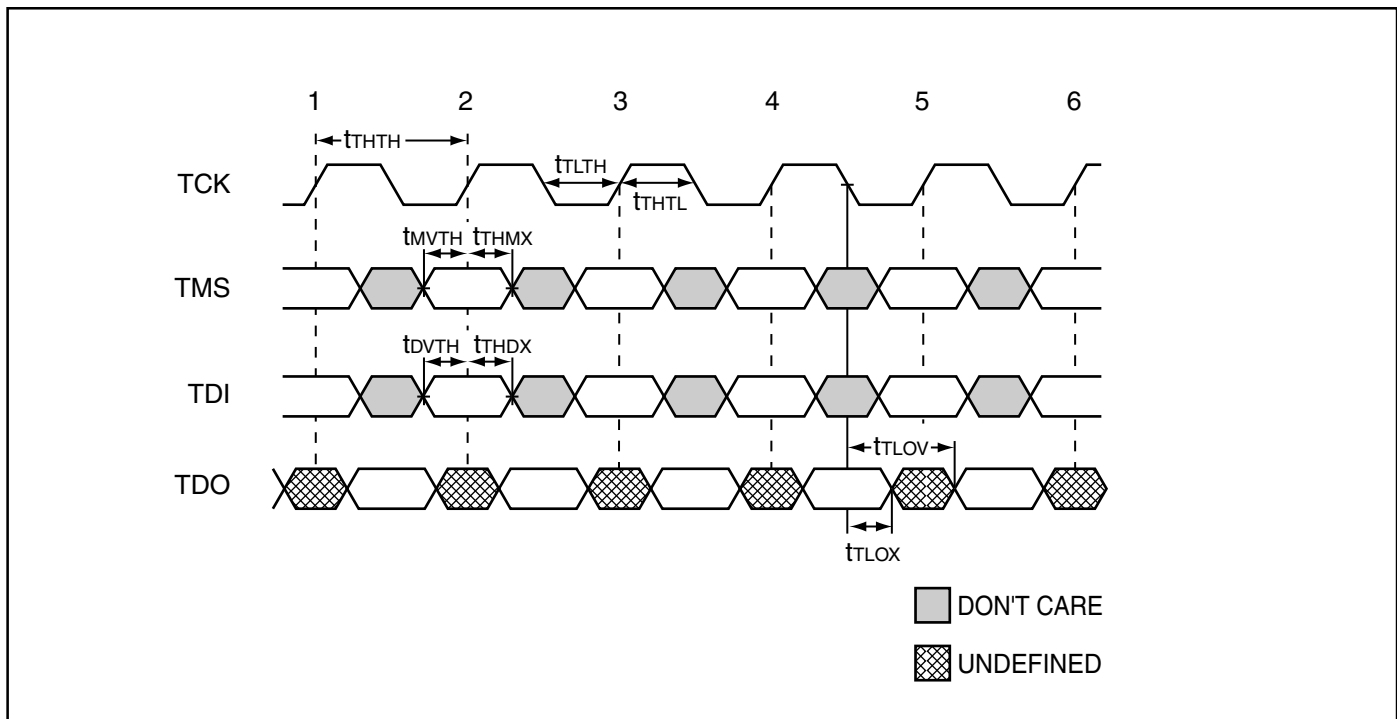 1 2 3 4 5 6
tTHTH
tTLTH
TCK
tTHTL
tMVTH tTHMX
TMS
tDVTH tTHDX
TDI
tTLOV
TDO
tTLOX
DON'T CARE
UNDEFINED